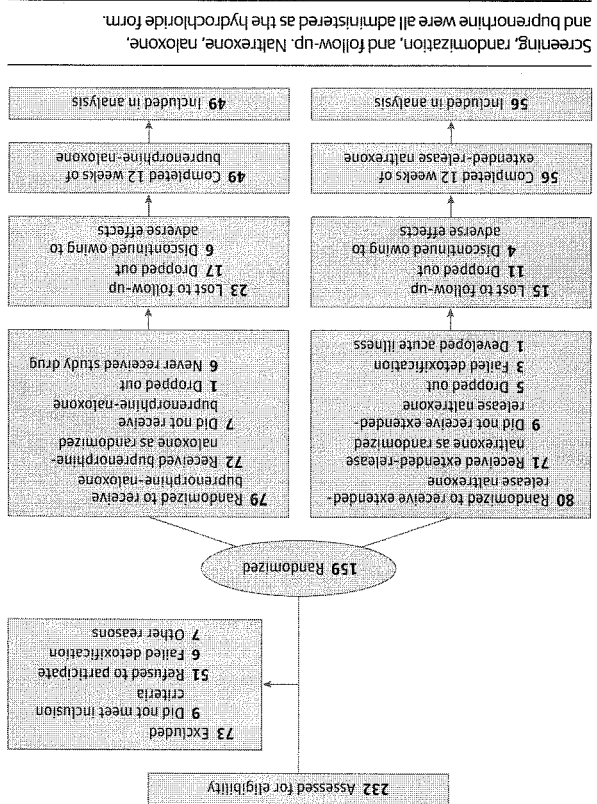 232 Assessed for eligibility
73 Excluded
9 Did not meet inclusion
criteria
51 Refused to participate
6 Failed detoxification
7 Other reasons
159 Randomized
80 Randomized to receive extended-
release naltrexone
71 Received extended-release
naltrexone as randomized
9 Did not receive extended-
release naltrexone
5 Dropped out
3 Failed detoxification
1 Developed acute illness
79 Randomized to receive
buprenorphine-naloxone
72 Received buprenorphine-
naloxone as randomized
7 Did not receive
buprenorphine-naloxone
1 Dropped out
6 Never received study drug
15 Lost to follow-up
11 Dropped out
4 Discontinued owing to
adverse effects
23 Lost to follow-up
17 Dropped out
6 Discontinued owing to
adverse effects
56 Completed 12 weeks of
extended-release naltrexone
49 Completed 12 weeks of
buprenorphine-naloxone
56 Included in analysis
49 Included in analysis
Screening, randomization, and follow-up. Naltrexone, naloxone,
and buprenorphine were all administered as the hydrochloride form.